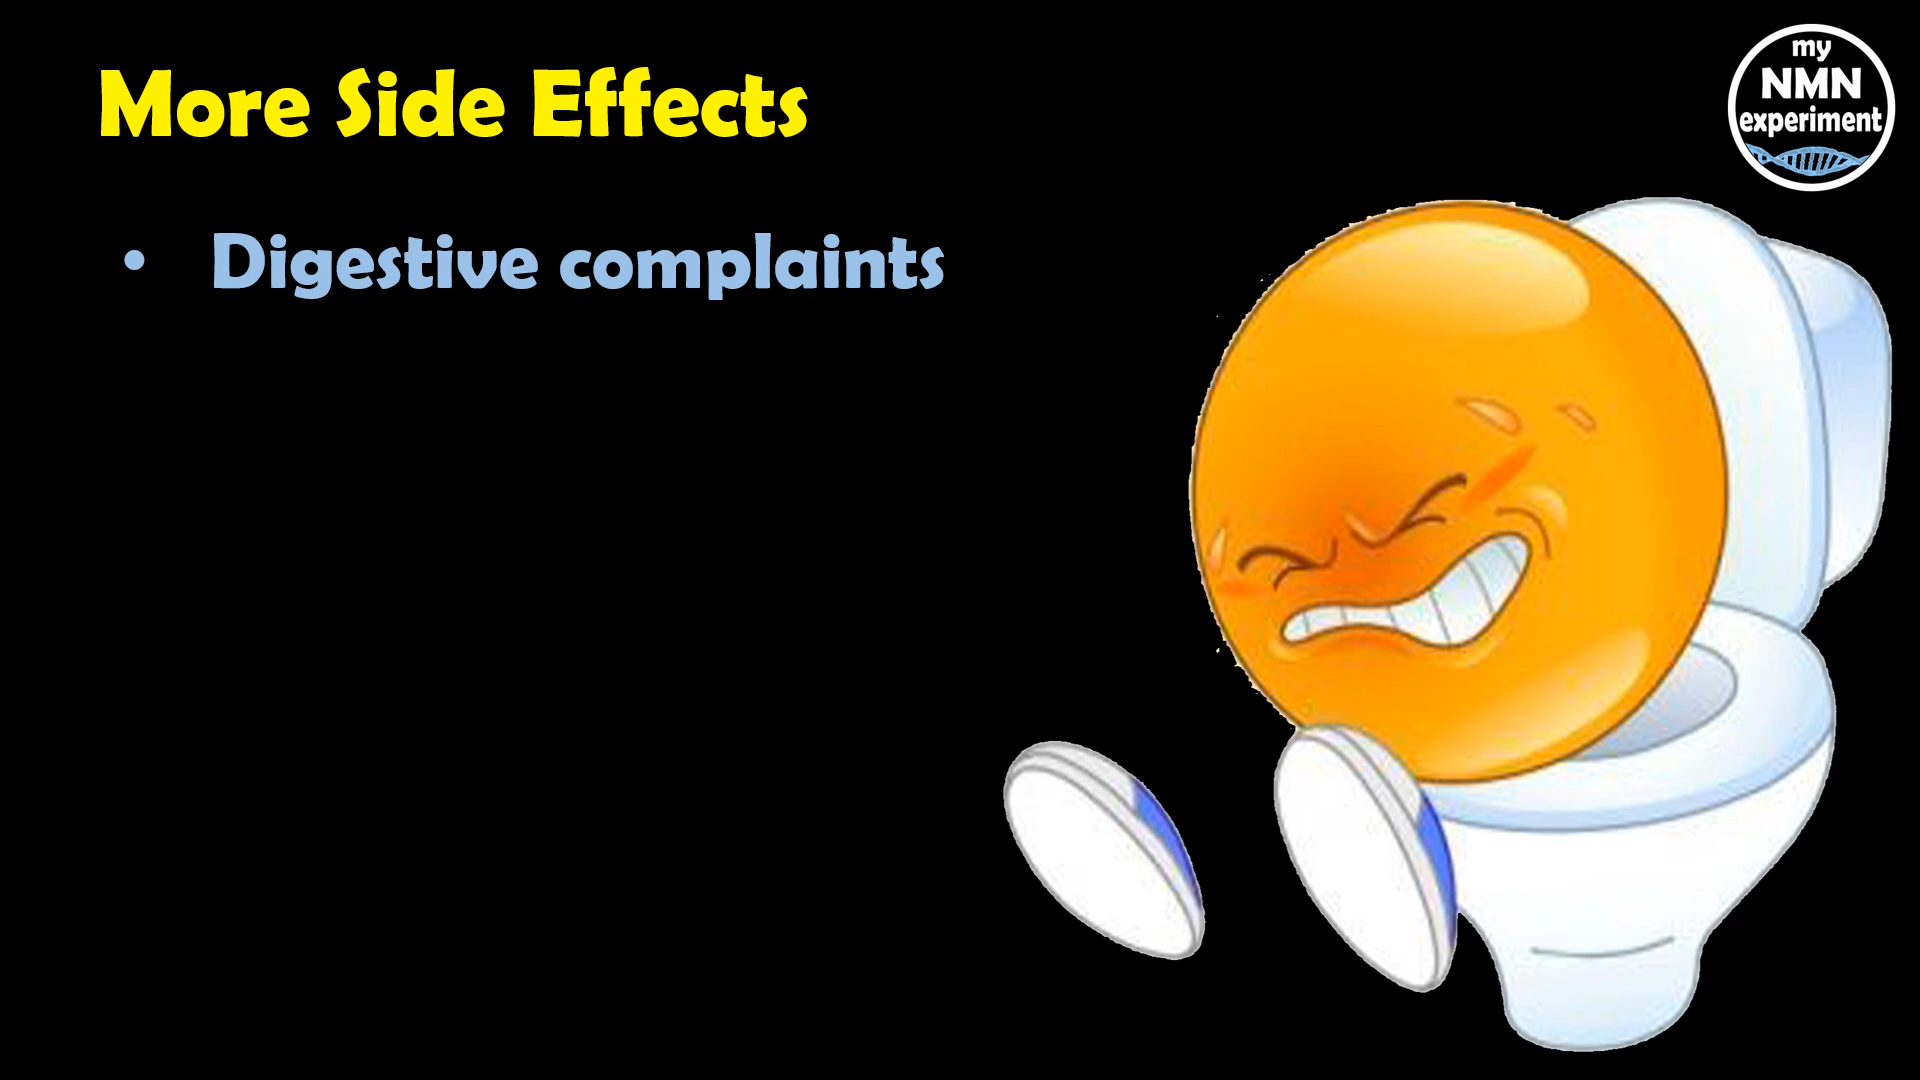 More Side Effects
my
NMN
experiment
• Digestive complaints